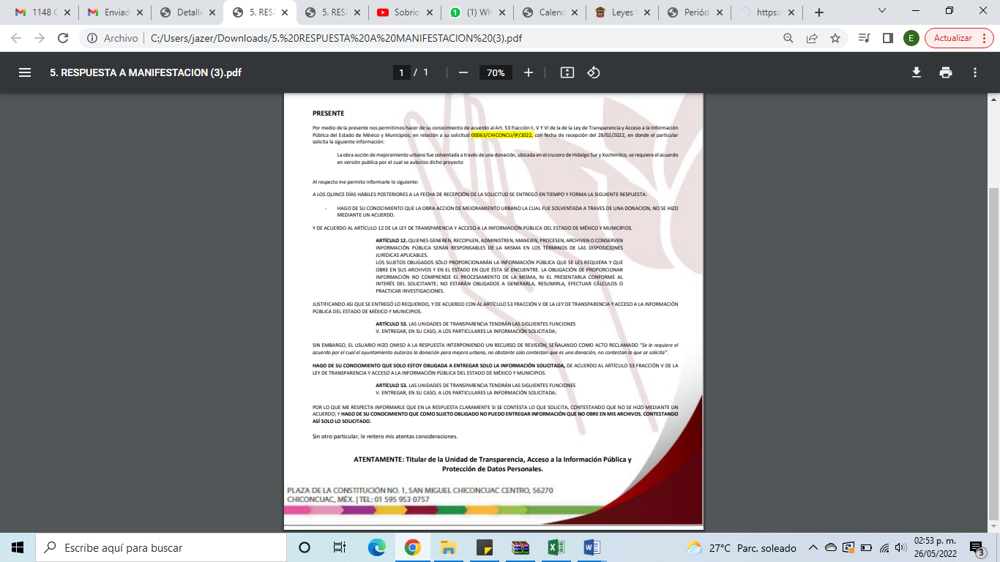 1148 C
Enviad
Detalle
5. RESI
5. RESI
Sobrio
(1) Wh
Calend
Leyes
Periód
https:/
Archivo
C:/Users/jazer/Downloads/5.%20RESPUESTA%20A%20MANIFESTACION%20(3).pdf
E
Actualizar
5. RESPUESTA A MANIFESTACION (3).pdf
1 / 1
70%
PRESENTE
Por medio de la presente nos permitimos hacer de su conocimiento de acuerdo al Art. 53 fracción II, V Y VI de la de la Ley de Transparencia y Acceso a la Información
Pública del Estado de México y Municipios; en relación a su solicitud 00063/CHICONCU/IP/2022, con fecha de recepción del 28/02/2022, en donde el particular
solicita la siguiente información:
La obra acción de mejoramiento urbano fue solventada a través de una donación, ubicada en el crucero de Hidalgo Sur y Xochimilco, se requiere el acuerdo
en versión publica por el cual se autorizo dicho proyecto
Al respecto me permito informarle lo siguiente:
A LOS QUINCE DÍAS HÁBILES POSTERIORES A LA FECHA DE RECEPCIÓN DE LA SOLICITUD SE ENTREGÓ EN TIEMPO Y FORMA LA SIGUIENTE RESPUESTA:
- HAGO DE SU CONOCIMIENTO QUE LA OBRA ACCION DE MEJORAMIENTO URBANO LA CUAL FUE SOLVENTADA A TRAVES DE UNA DONACION, NO SE HIZO
MEDIANTE UN ACUERDO.
Y DE ACUERDO AL ARTÍCULO 12 DE LA LEY DE TRANSPARENCIA Y ACCESO A LA INFORMACIÓN PÚBLICA DEL ESTADO DE MÉXICO Y MUNICIPIOS.
ARTÍCULO 12. QUIENES GENEREN, RECOPILEN, ADMINISTREN, MANEJEN, PROCESEN, ARCHIVEN O CONSERVEN
INFORMACIÓN PÚBLICA SERÁN RESPONSABLES DE LA MISMA EN LOS TÉRMINOS DE LAS DISPOSICIONES
JURÍDICAS APLICABLES.
LOS SUJETOS OBLIGADOS SÓLO PROPORCIONARÁN LA INFORMACIÓN PÚBLICA QUE SE LES REQUIERA Y QUE
OBRE EN SUS ARCHIVOS Y EN EL ESTADO EN QUE ÉSTA SE ENCUENTRE. LA OBLIGACIÓN DE PROPORCIONAR
INFORMACIÓN NO COMPRENDE EL PROCESAMIENTO DE LA MISMA, NI EL PRESENTARLA CONFORME AL
INTERÉS DEL SOLICITANTE; NO ESTARÁN OBLIGADOS A GENERARLA, RESUMIRLA, EFECTUAR CÁLCULOS O
PRACTICAR INVESTIGACIONES.
JUSTIFICANDO ASI QUE SE ENTREGÓ LO REQUERIDO, Y DE ACUERDO CON AL ARTÍCULO 53 FRACCIÓN V DE LA LEY DE TRANSPARENCIA Y ACCESO A LA INFORMACIÓN
PÚBLICA DEL ESTADO DE MÉXICO Y MUNICIPIOS.
ARTÍCULO 53. LAS UNIDADES DE TRANSPARENCIA TENDRÁN LAS SIGUIENTES FUNCIONES
V. ENTREGAR, EN SU CASO, A LOS PARTICULARES LA INFORMACIÓN SOLICITADA;
SIN EMBARGO, EL USUARIO HIZO OMISO A LA RESPUESTA INTERPONIENDO UN RECURSO DE REVISIÓN, SEÑALANDO COMO ACTO RECLAMADO "Se le requiere el
acuerdo por el cual el ayuntamiento autorizo la donación para mejora urbana, no obstante solo contestan que es una donación, no contestan lo que se solicita".
HAGO DE SU CONOCIMIENTO QUE SOLO ESTOY OBLIGADA A ENTREGAR SOLO LA INFORMACIÓN SOLICITADA, DE ACUERDO AL ARTÍCULO 53 FRACCIÓN V DE LA
LEY DE TRANSPARENCIA Y ACCESO A LA INFORMACIÓN PÚBLICA DEL ESTADO DE MÉXICO Y MUNICIPIOS.
ARTÍCULO 53. LAS UNIDADES DE TRANSPARENCIA TENDRÁN LAS SIGUIENTES FUNCIONES
V. ENTREGAR, EN SU CASO, A LOS PARTICULARES LA INFORMACIÓN SOLICITADA;
POR LO QUE ME RESPECTA INFORMARLE QUE EN LA RESPUESTA CLARAMENTE SI SE CONTESTA LO QUE SOLICITA, CONTESTANDO QUE NO SE HIZO MEDIANTE UN
ACUERDO; Y HAGO DE SU CONOCIMIENTO QUE COMO SUJETO OBLIGADO NO PUEDO ENTREGAR INFORMACIÓN QUE NO OBRE EN MIS ARCHIVOS, CONTESTANDO
ASÍ SOLO LO SOLICITADO.
Sin otro particular, le reitero mis atentas consideraciones.
ATENTAMENTE: Titular de la Unidad de Transparencia, Acceso a la Información Pública y
Protección de Datos Personales.
PLAZA DE LA CONSTITUCIÓN NO. 1, SAN MIGUEL CHICONCUAC CENTRO, 56270
CHICONCUAC, MÉX. | TEL: 01 595 953 0757
Escribe aquí para buscar
27°C Parc. soleado
02:53 p. m.
26/05/2022
3